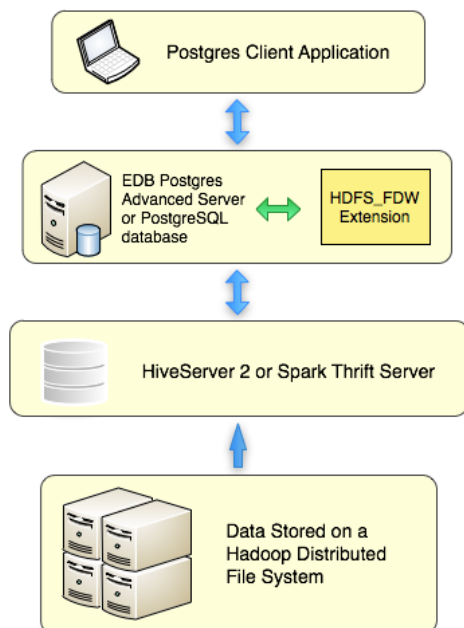 Postgres Client Application
EDB Postgres
Advanced Server
or PostgreSQL
database
HDFS_FDW
Extension
HiveServer 2 or Spark Thrift Server
Data Stored on a
Hadoop Distributed
File System